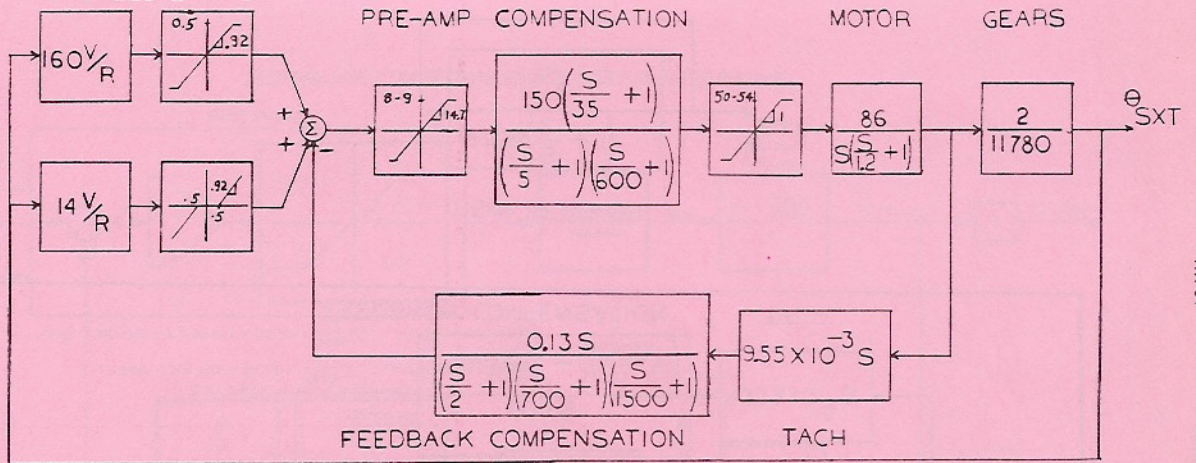 PRE-AMP COMPENSATION MOTOR GEARS
160 V/R
0.5
.92
+
+
-
Σ
8-9
14.7
150(S/35 + 1)
(S/5 + 1)(S/600 + 1)
50-54
1
86
S(S/1.2 + 1)
2
11780
θ
SXT
14 V/R
.5
.92
.5
0.13 S
(S/2 + 1)(S/700 + 1)(S/1500 + 1)
9.55 X 10^-3 S
FEEDBACK COMPENSATION TACH